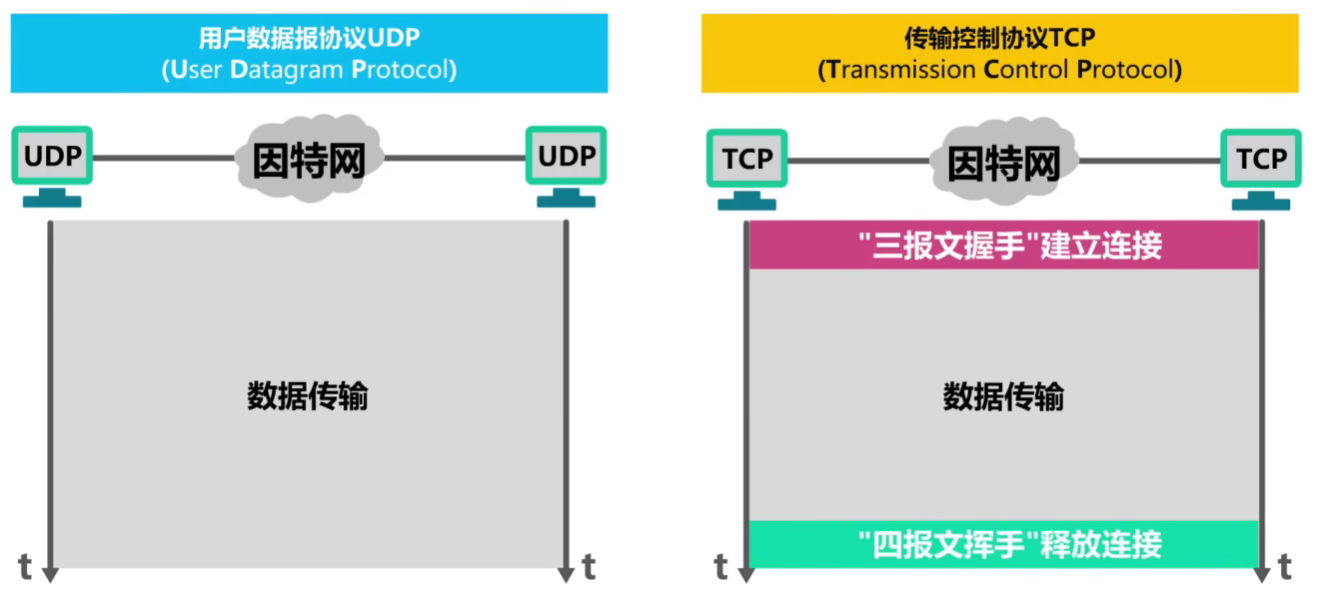 用户数据报协议UDP
(User Datagram Protocol)
UDP
因特网
UDP
数据传输
t
t
传输控制协议TCP
(Transmission Control Protocol)
TCP
因特网
TCP
"三报文握手"建立连接
数据传输
"四报文挥手"释放连接
t
t